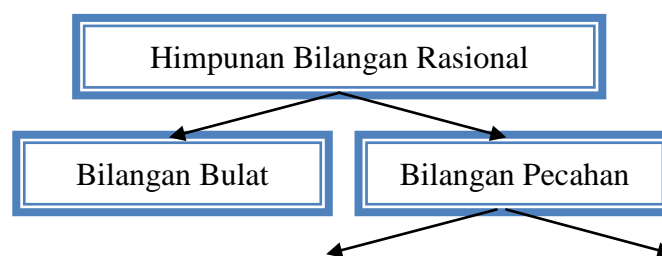 Himpunan Bilangan Rasional
Bilangan Bulat
Bilangan Pecahan